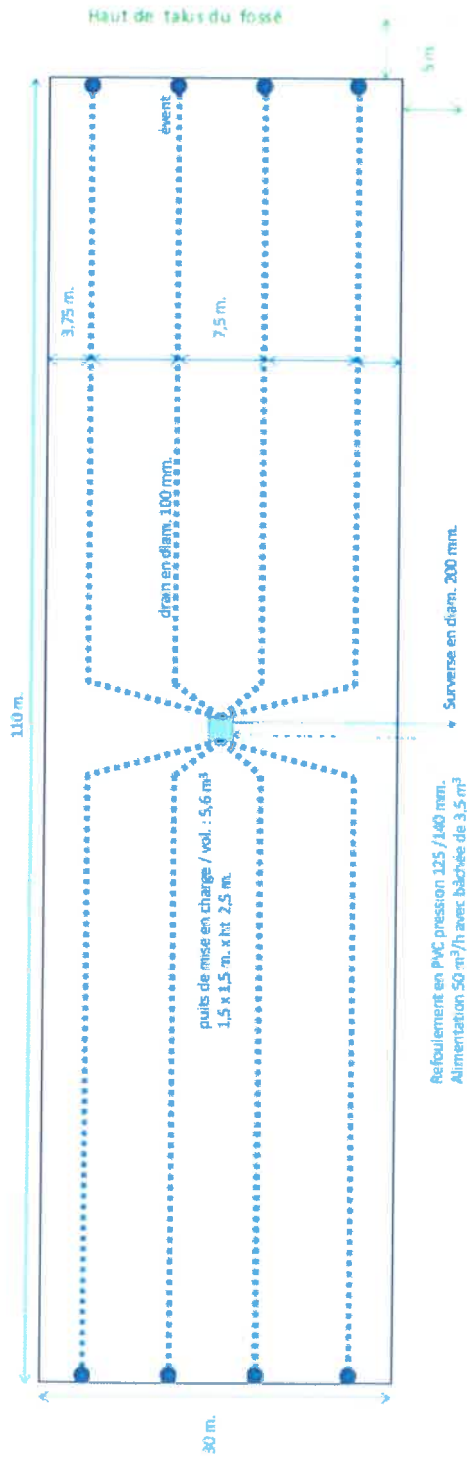 Haut de talus du fossé
5 m
110 m.
3,75 m.
évent
7,5 m.
drain en diam. 100 mm.
puits de mise en charge / vol. : 5,6 m³
1,5 x 1,5 m. x ht 2,5 m.
Surverse en diam. 200 mm.
Refoulement en PVC pression 125 /140 mm.
Alimentation 50 m³/h avec bâchée de 3,5 m³
30 m.